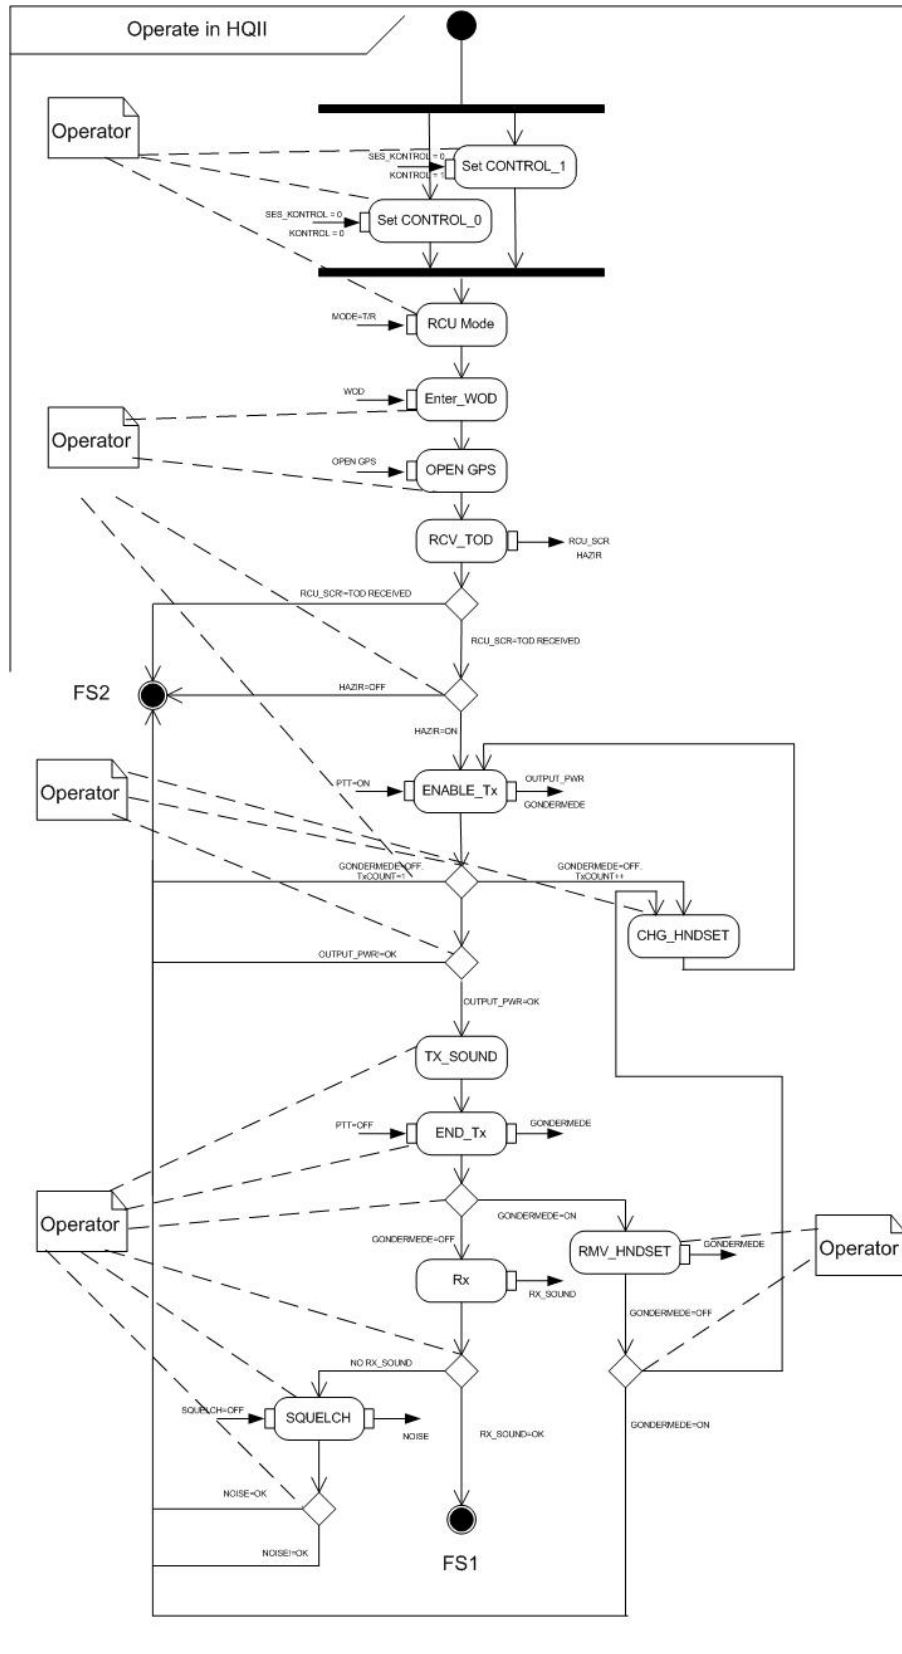 Operate in HQII
Operator
SES_KONTROL = 0
KONTROL = 1
Set CONTROL_1
SES_KONTROL = 0
KONTROL = 0
Set CONTROL_0
MODE=T/R
RCU Mode
WOD
Enter_WOD
Operator
OPEN GPS
OPEN GPS
RCV_TOD
RCU_SCR
HAZIR
RCU_SCR!=TOD RECEIVED
RCU_SCR=TOD RECEIVED
FS2
HAZIR=OFF
HAZIR=ON
Operator
PTT=ON
ENABLE_Tx
OUTPUT_PWR
GONDERMEDE
GONDERMEDE=OFF.
TxCOUNT=1
GONDERMEDE=OFF.
TxCOUNT++
CHG_HNDSET
OUTPUT_PWR!=OK
OUTPUT_PWR=OK
TX_SOUND
PTT=OFF
END_Tx
GONDERMEDE
Operator
GONDERMEDE=ON
GONDERMEDE=OFF
RMV_HNDSET
GONDERMEDE
Operator
Rx
RX_SOUND
GONDERMEDE=OFF
NO RX_SOUND
SQUELCH=OFF
SQUELCH
NOISE
RX_SOUND=OK
GONDERMEDE=ON
NOISE=OK
NOISE!=OK
FS1